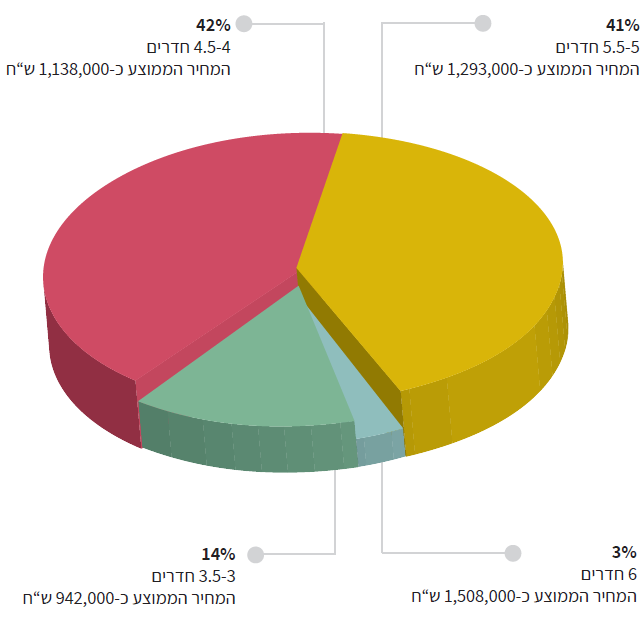 41%
5.5-5 חדרים
המחיר הממוצע כ-1,293,000 ש“ח
42%
4.5-4 חדרים
המחיר הממוצע כ-1,138,000 ש“ח
3%
6 חדרים
המחיר הממוצע כ-1,508,000 ש“ח
14%
3.5-3 חדרים
המחיר הממוצע כ-942,000 ש“ח